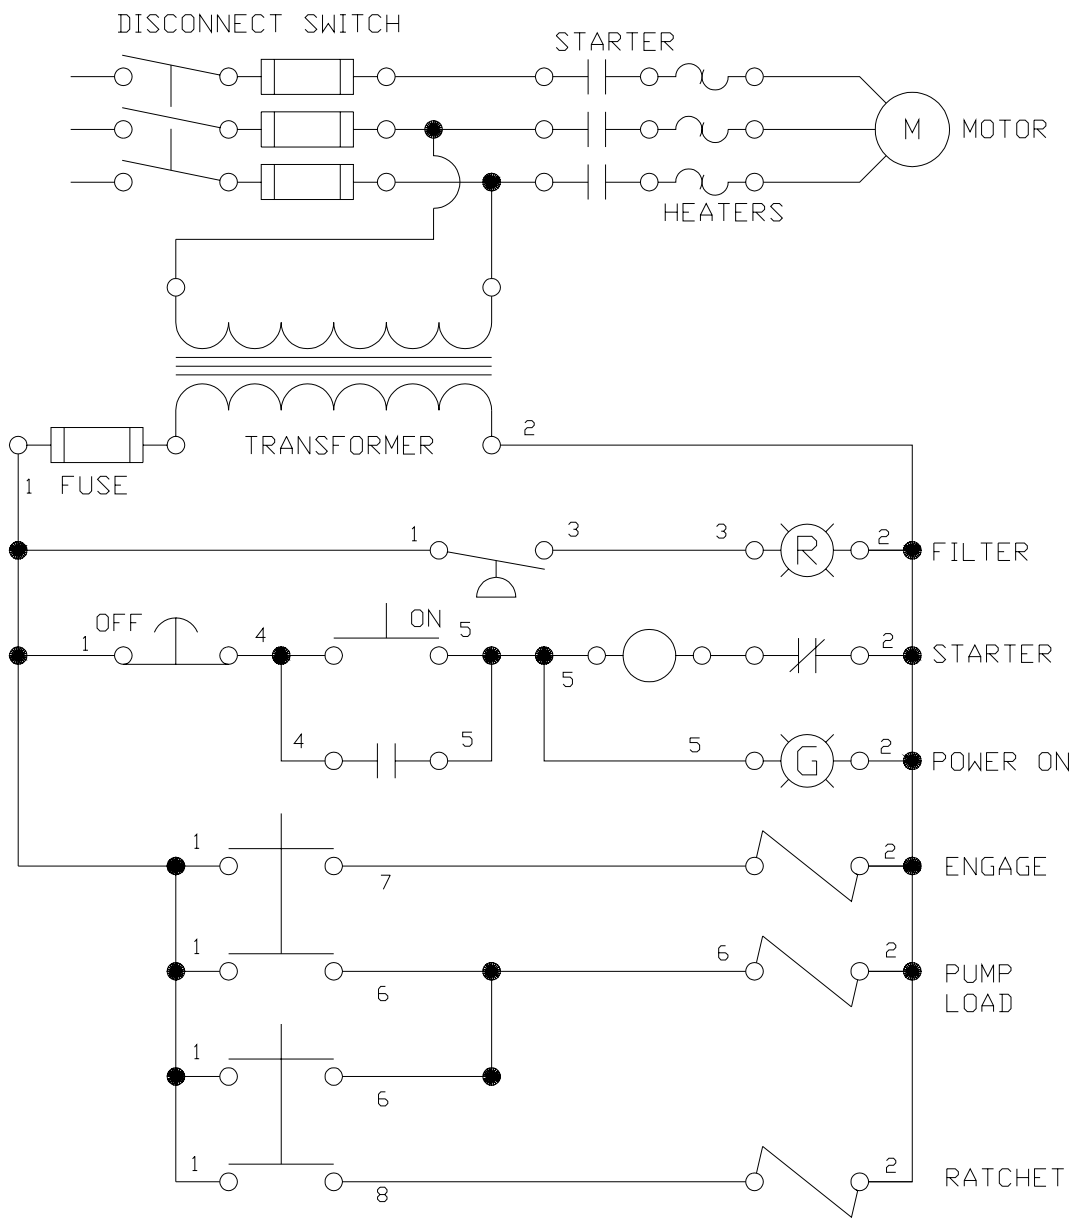 DISCONNECT SWITCH
STARTER
M MOTOR
HEATERS
2
TRANSFORMER
1 FUSE
1 3 3 R 2 FILTER
OFF ON
1 4 5 5 2 STARTER
4 5 5 G 2 POWER ON
1 7 2 ENGAGE
1 6 6 2 PUMP
LOAD
1 6
1 8 2 RATCHET